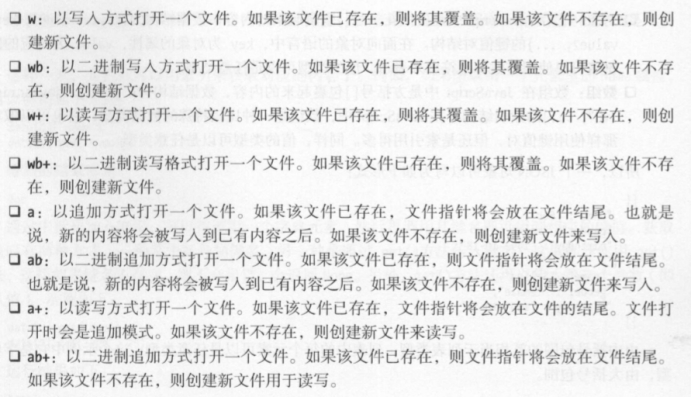 ❑ w：以写入方式打开一个文件。如果该文件已存在，则将其覆盖。如果该文件不存在，则创
建新文件。
❑ wb：以二进制写入方式打开一个文件。如果该文件已存在，则将其覆盖。如果该文件不存
在，则创建新文件。
❑ w+：以读写方式打开一个文件。如果该文件已存在，则将其覆盖。如果该文件不存在，则创
建新文件。
❑ wb+：以二进制读写格式打开一个文件。如果该文件已存在，则将其覆盖。如果该文件不存
在，则创建新文件。
❑ a：以追加方式打开一个文件。如果该文件已存在，文件指针将会放在文件结尾。也就是
说，新的内容将会被写入到已有内容之后。如果该文件不存在，则创建新文件来写入。
❑ ab：以二进制追加方式打开一个文件。如果该文件已存在，则文件指针将会放在文件结尾。
也就是说，新的内容将会被写入到已有内容之后。如果该文件不存在，则创建新文件来写入。
❑ a+：以读写方式打开一个文件。如果该文件已存在，文件指针将会放在文件的结尾。文件打
开时会是追加模式。如果该文件不存在，则创建新文件来读写。
❑ ab+：以二进制追加方式打开一个文件。如果该文件已存在，则文件指针将会放在文件结尾。
如果该文件不存在，则创建新文件用于读写。